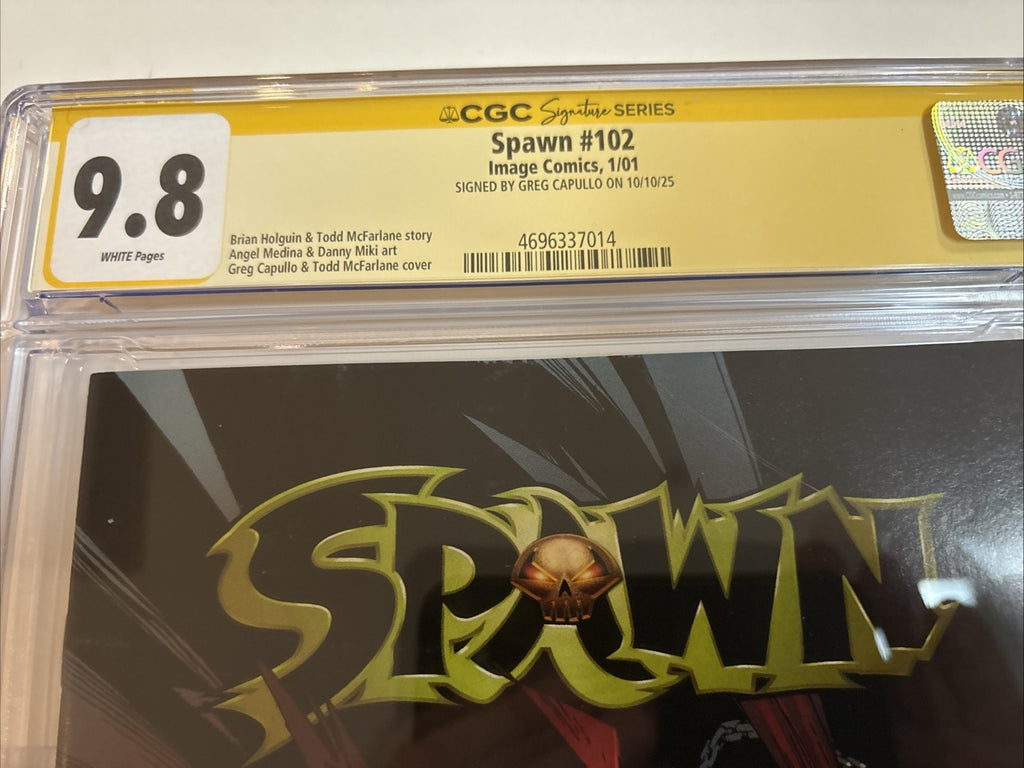 CGC Signature SERIES
Spawn #102
Image Comics, 1/01
SIGNED BY GREG CAPULLO ON 10/10/25
9.8
WHITE Pages
Brian Holguin & Todd McFarlane story
Angel Medina & Danny Miki art
Greg Capullo & Todd McFarlane cover
4696337014
CGC
SPAWN